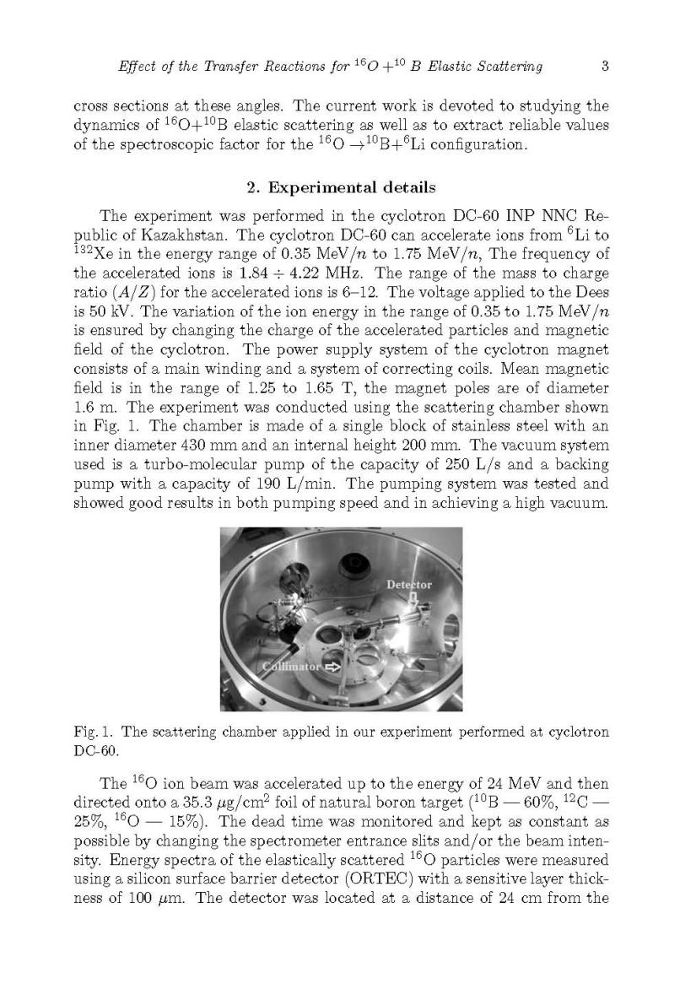 Effect of the Transfer Reactions for ¹⁶O +¹⁰ B Elastic Scattering 3
cross sections at these angles. The current work is devoted to studying the
dynamics of ¹⁶O+¹⁰B elastic scattering as well as to extract reliable values
of the spectroscopic factor for the ¹⁶O →¹⁰B+⁶Li configuration.
2. Experimental details
The experiment was performed in the cyclotron DC-60 INP NNC Re-
public of Kazakhstan. The cyclotron DC-60 can accelerate ions from ⁶Li to
¹³²Xe in the energy range of 0.35 MeV/n to 1.75 MeV/n, The frequency of
the accelerated ions is 1.84 ÷ 4.22 MHz. The range of the mass to charge
ratio (A/Z) for the accelerated ions is 6–12. The voltage applied to the Dees
is 50 kV. The variation of the ion energy in the range of 0.35 to 1.75 MeV/n
is ensured by changing the charge of the accelerated particles and magnetic
field of the cyclotron. The power supply system of the cyclotron magnet
consists of a main winding and a system of correcting coils. Mean magnetic
field is in the range of 1.25 to 1.65 T, the magnet poles are of diameter
1.6 m. The experiment was conducted using the scattering chamber shown
in Fig. 1. The chamber is made of a single block of stainless steel with an
inner diameter 430 mm and an internal height 200 mm. The vacuum system
used is a turbo-molecular pump of the capacity of 250 L/s and a backing
pump with a capacity of 190 L/min. The pumping system was tested and
showed good results in both pumping speed and in achieving a high vacuum.
Detector
Collimator
Fig. 1. The scattering chamber applied in our experiment performed at cyclotron
DC-60.
The ¹⁶O ion beam was accelerated up to the energy of 24 MeV and then
directed onto a 35.3 μg/cm² foil of natural boron target (¹⁰B — 60%, ¹²C —
25%, ¹⁶O — 15%). The dead time was monitored and kept as constant as
possible by changing the spectrometer entrance slits and/or the beam inten-
sity. Energy spectra of the elastically scattered ¹⁶O particles were measured
using a silicon surface barrier detector (ORTEC) with a sensitive layer thick-
ness of 100 μm. The detector was located at a distance of 24 cm from the